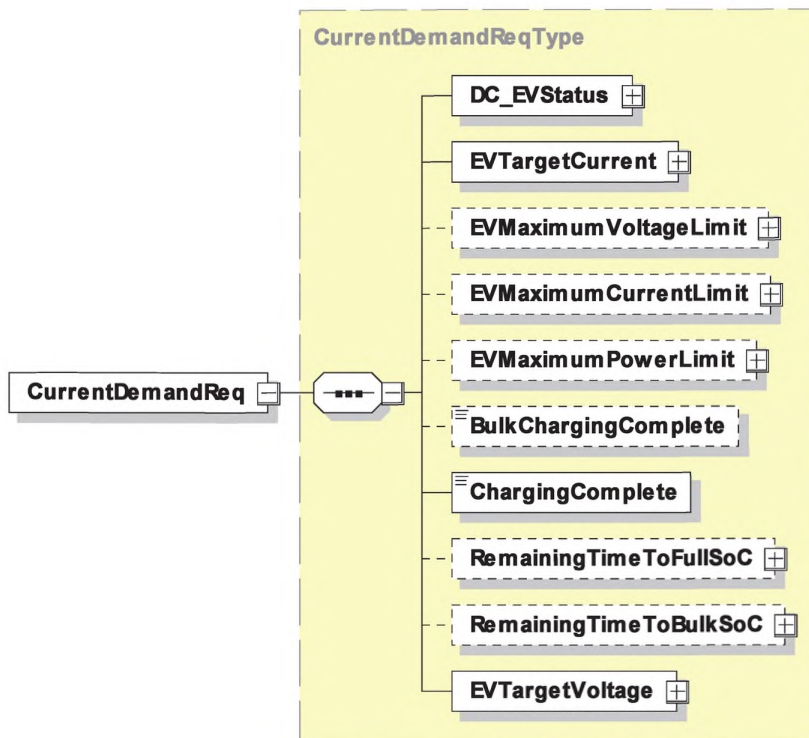 CurrentDemandReqType
DC_EVStatus
EVTargetCurrent
EVMaximumVoltageLimit
EVMaximumCurrentLimit
EVMaximumPowerLimit
CurrentDemandReq
BulkChargingComplete
ChargingComplete
RemainingTimeToFullSoC
RemainingTimeToBulkSoC
EVTargetVoltage